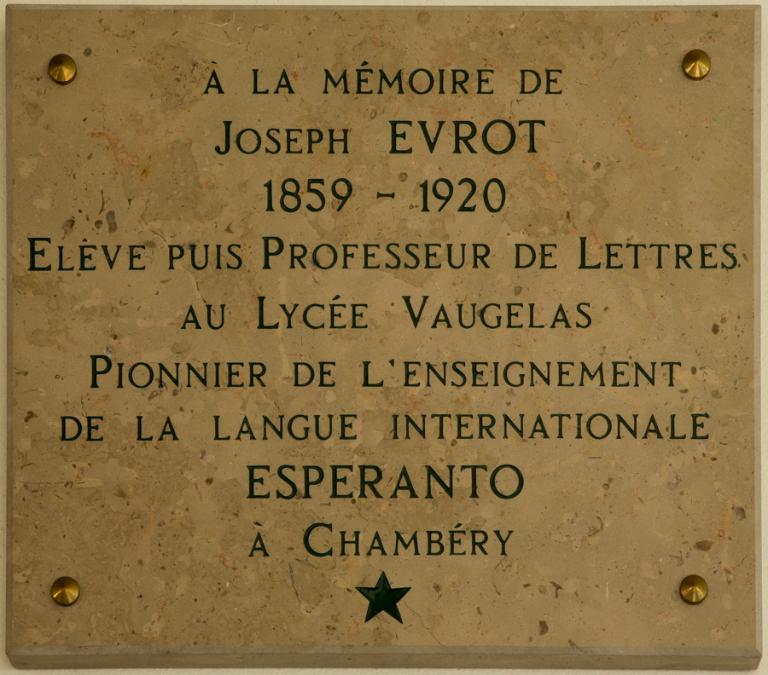 À LA MÉMOIRE DE
JOSEPH EVROT
1859 - 1920
ELÈVE PUIS PROFESSEUR DE LETTRES
AU LYCÉE VAUGELAS
PIONNIER DE L'ENSEIGNEMENT
DE LA LANGUE INTERNATIONALE
ESPERANTO
À CHAMBÉRY